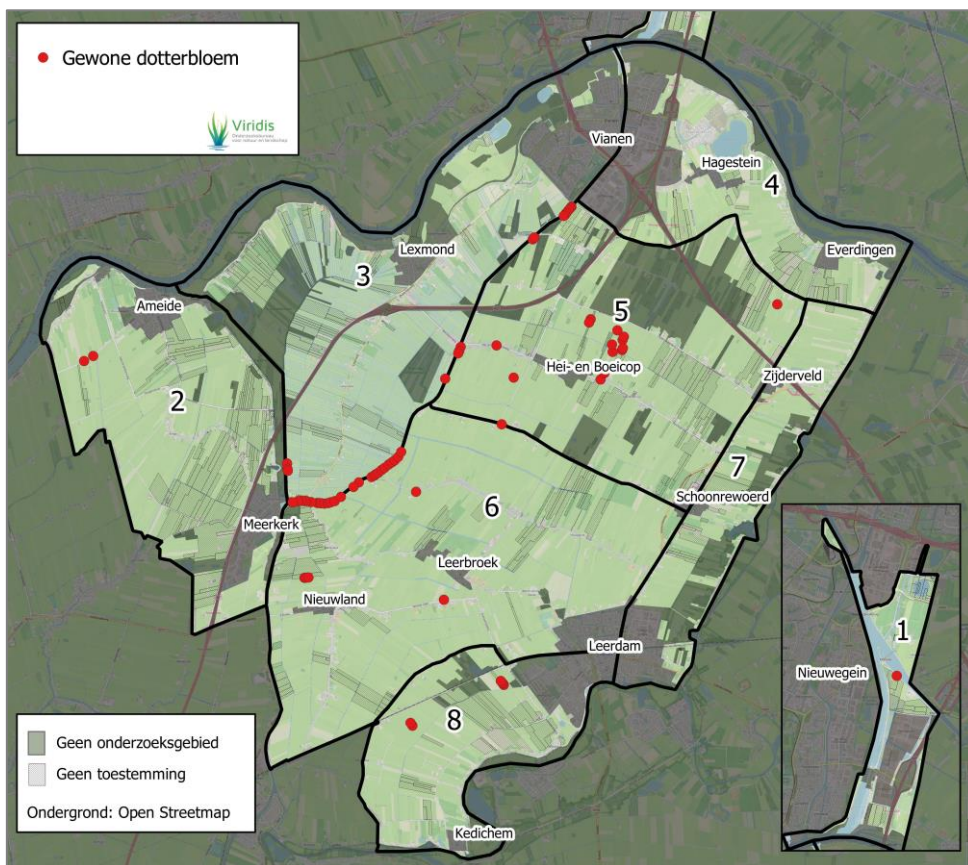 Gewone dotterbloem
Viridis
Vianen
Hagestein
4
Everdingen
Lexmond
3
Ameide
5
Hei- en Boeicop
Zijderveld
2
7
Schoonrewoerd
6
Meerkerk
Leerbroek
Nieuwland
Leerdam
8
Kedichem
1
Nieuwegein
Geen onderzoeksgebied
Geen toestemming
Ondergrond: Open Streetmap